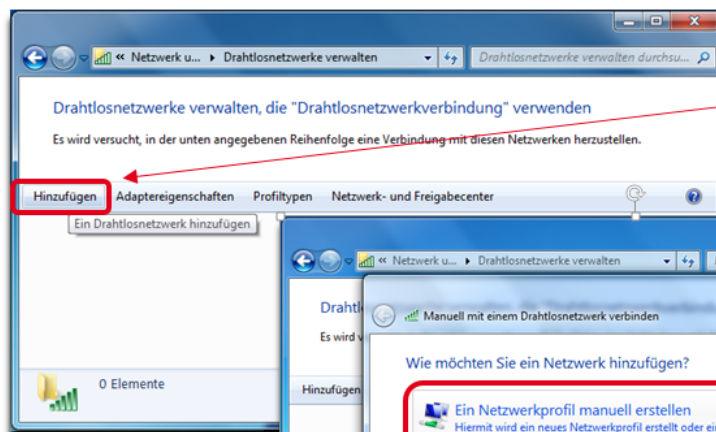 « Netzwerk u... ▸ Drahtlosnetzwerke verwalten
Drahtlosnetzwerke verwalten durchsu...
Drahtlosnetzwerke verwalten, die "Drahtlosnetzwerkverbindung" verwenden
Es wird versucht, in der unten angegebenen Reihenfolge eine Verbindung mit diesen Netzwerken herzustellen.
Hinzufügen Adaptereigenschaften Profiltypen Netzwerk- und Freigabecenter
Ein Drahtlosnetzwerk hinzufügen
0 Elemente
« Netzwerk u... ▸ Drahtlosnetzwerke verwalten
Drahtl
Es wird v
Hinzufügen
Manuell mit einem Drahtlosnetzwerk verbinden
Wie möchten Sie ein Netzwerk hinzufügen?
Ein Netzwerkprofil manuell erstellen
Hiermit wird ein neues Netzwerkprofil erstellt oder ei